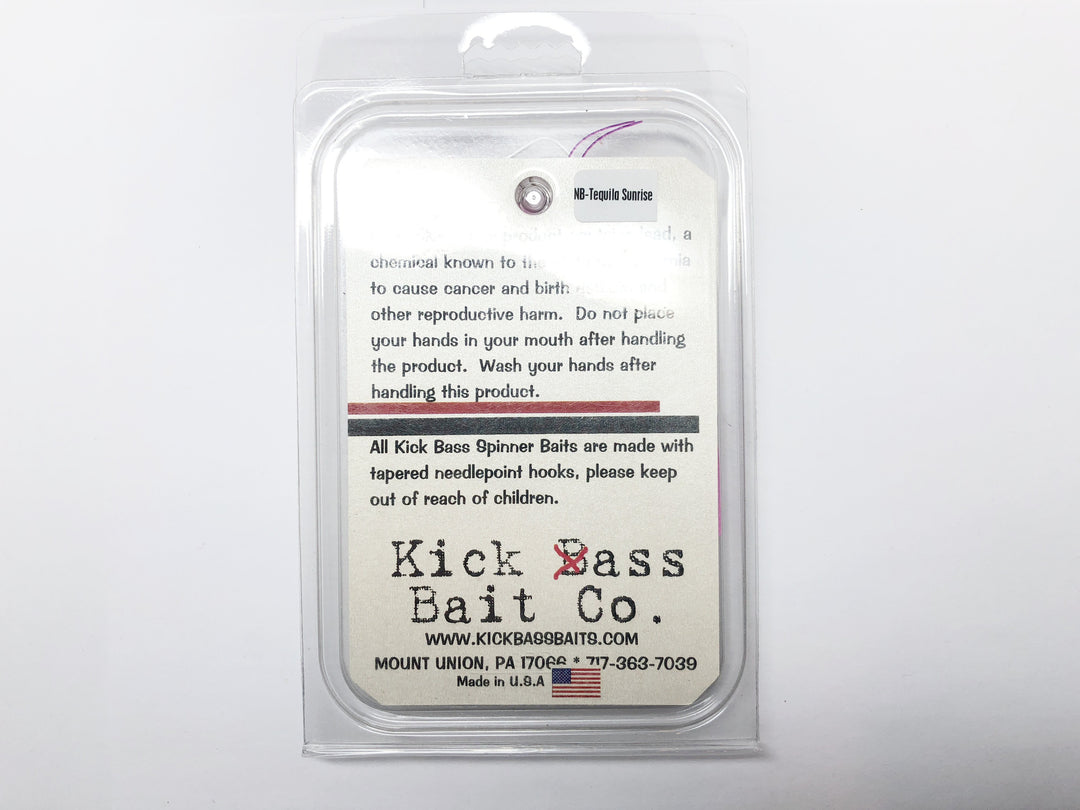 NB-Tequila Sunrise
product lead, a
chemical known to the
to cause cancer and birth
other reproductive harm. Do not place
your hands in your mouth after handling
the product. Wash your hands after
handling this product.
All Kick Bass Spinner Baits are made with
tapered needlepoint hooks, please keep
out of reach of children.
Kick Bass
Bait Co.
WWW.KICKBASSBAITS.COM
MOUNT UNION, PA 17066 * 717-363-7039
Made in U.S.A